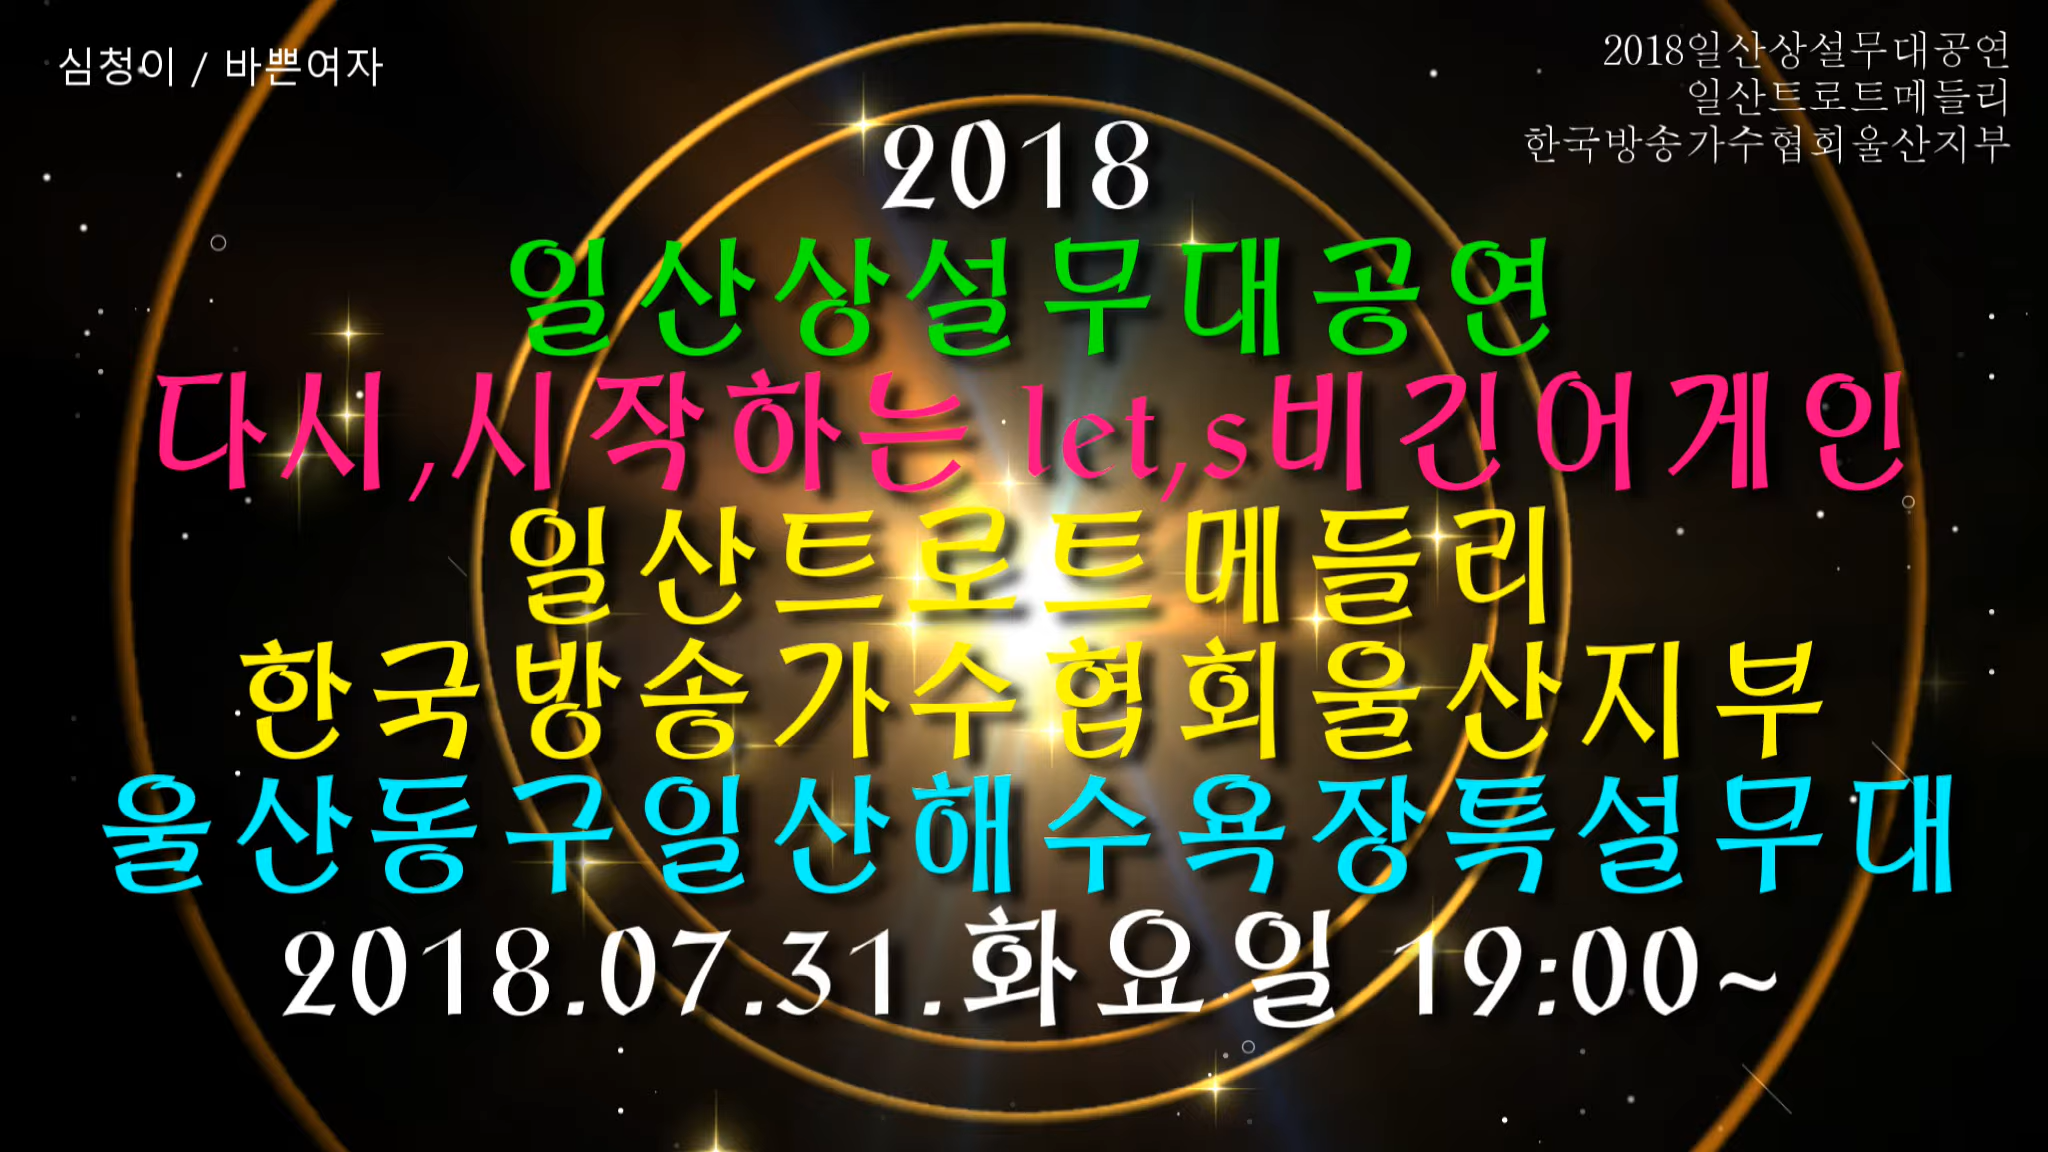 심청이 / 바쁜여자
2018일산상설무대공연
일산트로트메들리
한국방송가수협회울산지부
2018
일산상설무대공연
다시,시작하는 let,s비긴어게인
일산트로트메들리
한국방송가수협회울산지부
울산동구일산해수욕장특설무대
2018.07.31.화요일 19:00~